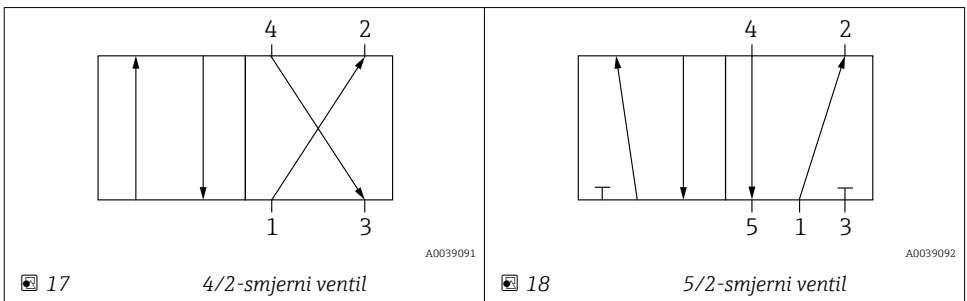 4 2
1 3
A0039091
17 4/2-smjerni ventil
4 2
5 1 3
A0039092
18 5/2-smjerni ventil